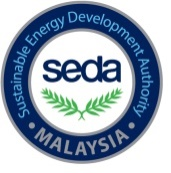 Sustainable Energy Development Authority
seda
• MALAYSIA •